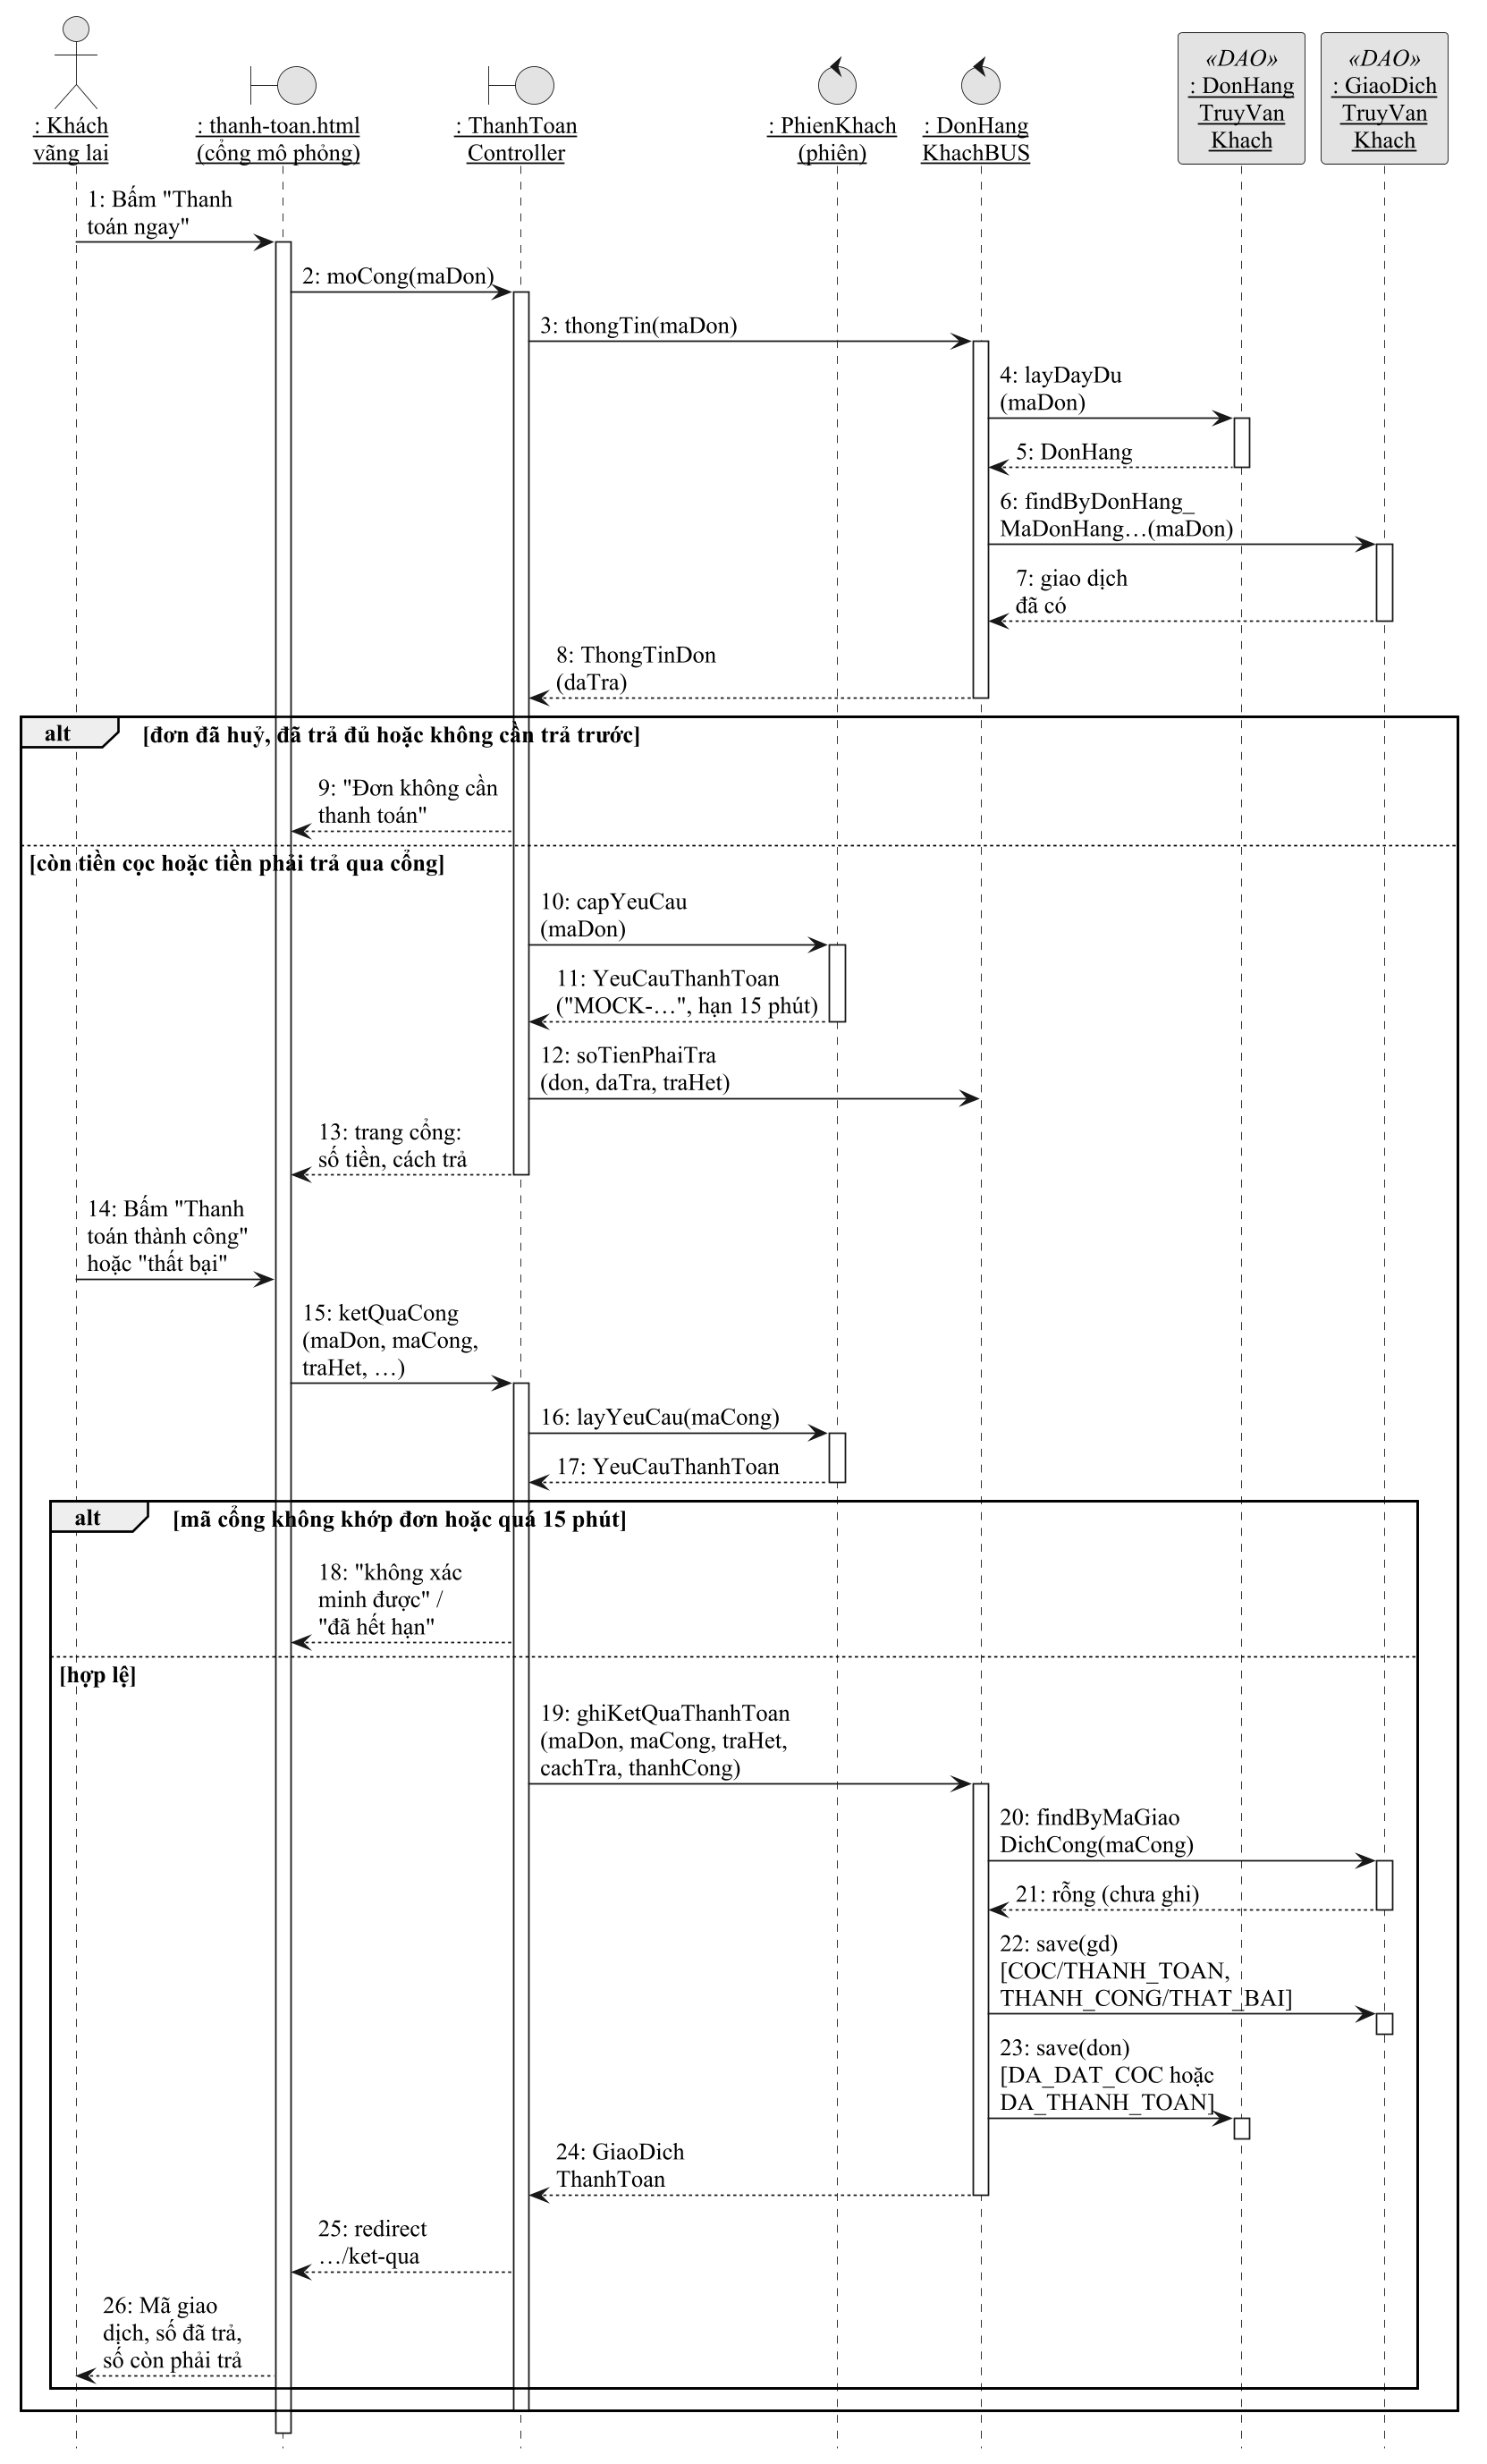 : Khách
vãng lai
: thanh-toan.html
(cổng mô phỏng)
: ThanhToan
Controller
: PhienKhach
(phiên)
: DonHang
KhachBUS
«DAO»
: DonHang
TruyVan
Khach
«DAO»
: GiaoDich
TruyVan
Khach
1: Bấm "Thanh
toán ngay"
2: moCong(maDon)
3: thongTin(maDon)
4: layDayDu
(maDon)
5: DonHang
6: findByDonHang_
MaDonHang…(maDon)
7: giao dịch
đã có
8: ThongTinDon
(daTra)
alt
[đơn đã huỷ, đã trả đủ hoặc không cần trả trước]
9: "Đơn không cần
thanh toán"
[còn tiền cọc hoặc tiền phải trả qua cổng]
10: capYeuCau
(maDon)
11: YeuCauThanhToan
("MOCK-…", hạn 15 phút)
12: soTienPhaiTra
(don, daTra, traHet)
13: trang cổng:
số tiền, cách trả
14: Bấm "Thanh
toán thành công"
hoặc "thất bại"
15: ketQuaCong
(maDon, maCong,
traHet, …)
16: layYeuCau(maCong)
17: YeuCauThanhToan
alt
[mã cổng không khớp đơn hoặc quá 15 phút]
18: "không xác
minh được" /
"đã hết hạn"
[hợp lệ]
19: ghiKetQuaThanhToan
(maDon, maCong, traHet,
cachTra, thanhCong)
20: findByMaGiao
DichCong(maCong)
21: rỗng (chưa ghi)
22: save(gd)
[COC/THANH_TOAN,
THANH_CONG/THAT_BAI]
23: save(don)
[DA_DAT_COC hoặc
DA_THANH_TOAN]
24: GiaoDich
ThanhToan
25: redirect
…/ket-qua
26: Mã giao
dịch, số đã trả,
số còn phải trả